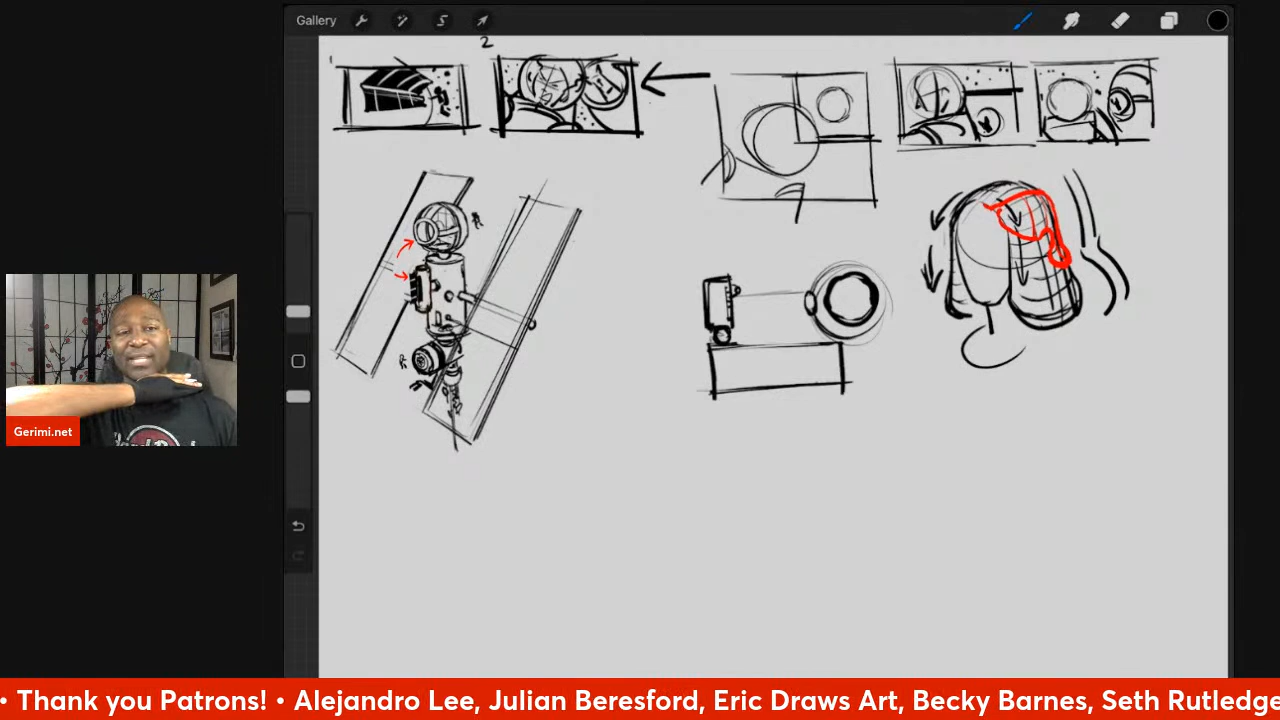 Gallery
2
Gerimi.net
• Thank you Patrons! • Alejandro Lee, Julian Beresford, Eric Draws Art, Becky Barnes, Seth Rutledge